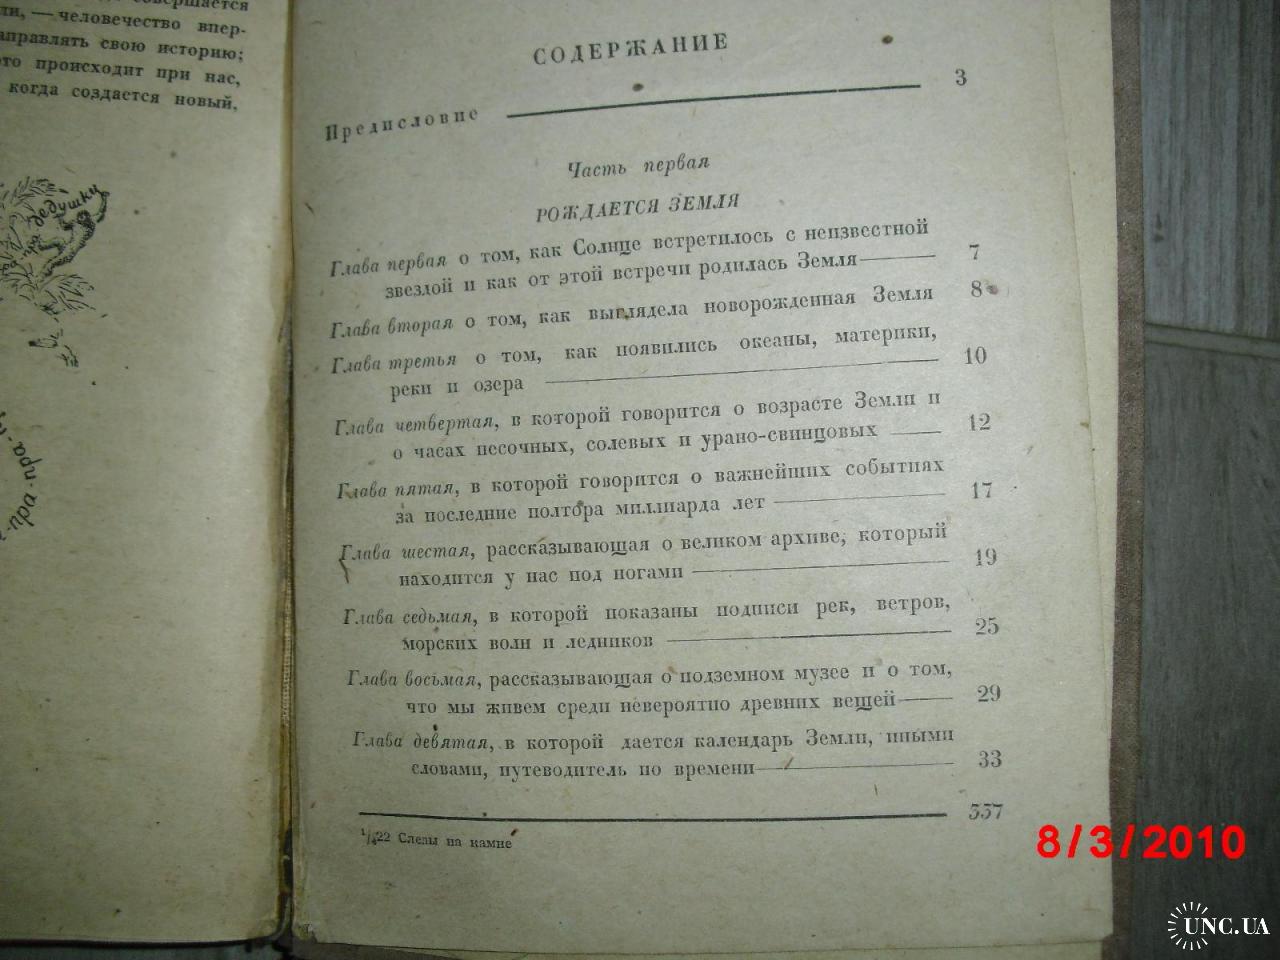 совершается
ли, — человечество впер-
аправлять свою историю;
это происходит при нас,
когда создается новый,
дедушки
пра-пра
СОДЕРЖАНИЕ
Предисловие 3
Часть первая
РОЖДАЕТСЯ ЗЕМЛЯ
Глава первая о том, как Солнце встретилось с неизвестной
звездой и как от этой встречи родилась Земля 7
Глава вторая о том, как выглядела новорожденная Земля 8
Глава третья о том, как появились океаны, материки,
реки и озера 10
Глава четвертая, в которой говорится о возрасте Земли и
о часах песочных, солевых и урано-свинцовых 12
Глава пятая, в которой говорится о важнейших событиях
за последние полтора миллиарда лет 17
Глава шестая, рассказывающая о великом архиве, который
находится у нас под ногами 19
Глава седьмая, в которой показаны подписи рек, ветров,
морских волн и ледников 25
Глава восьмая, рассказывающая о подземном музее и о том,
что мы живем среди невероятно древних вещей 29
Глава девятая, в которой дается календарь Земли, иными
словами, путеводитель по времени 33
337
22 Следы на камне
8/3/2010
UNC.UA